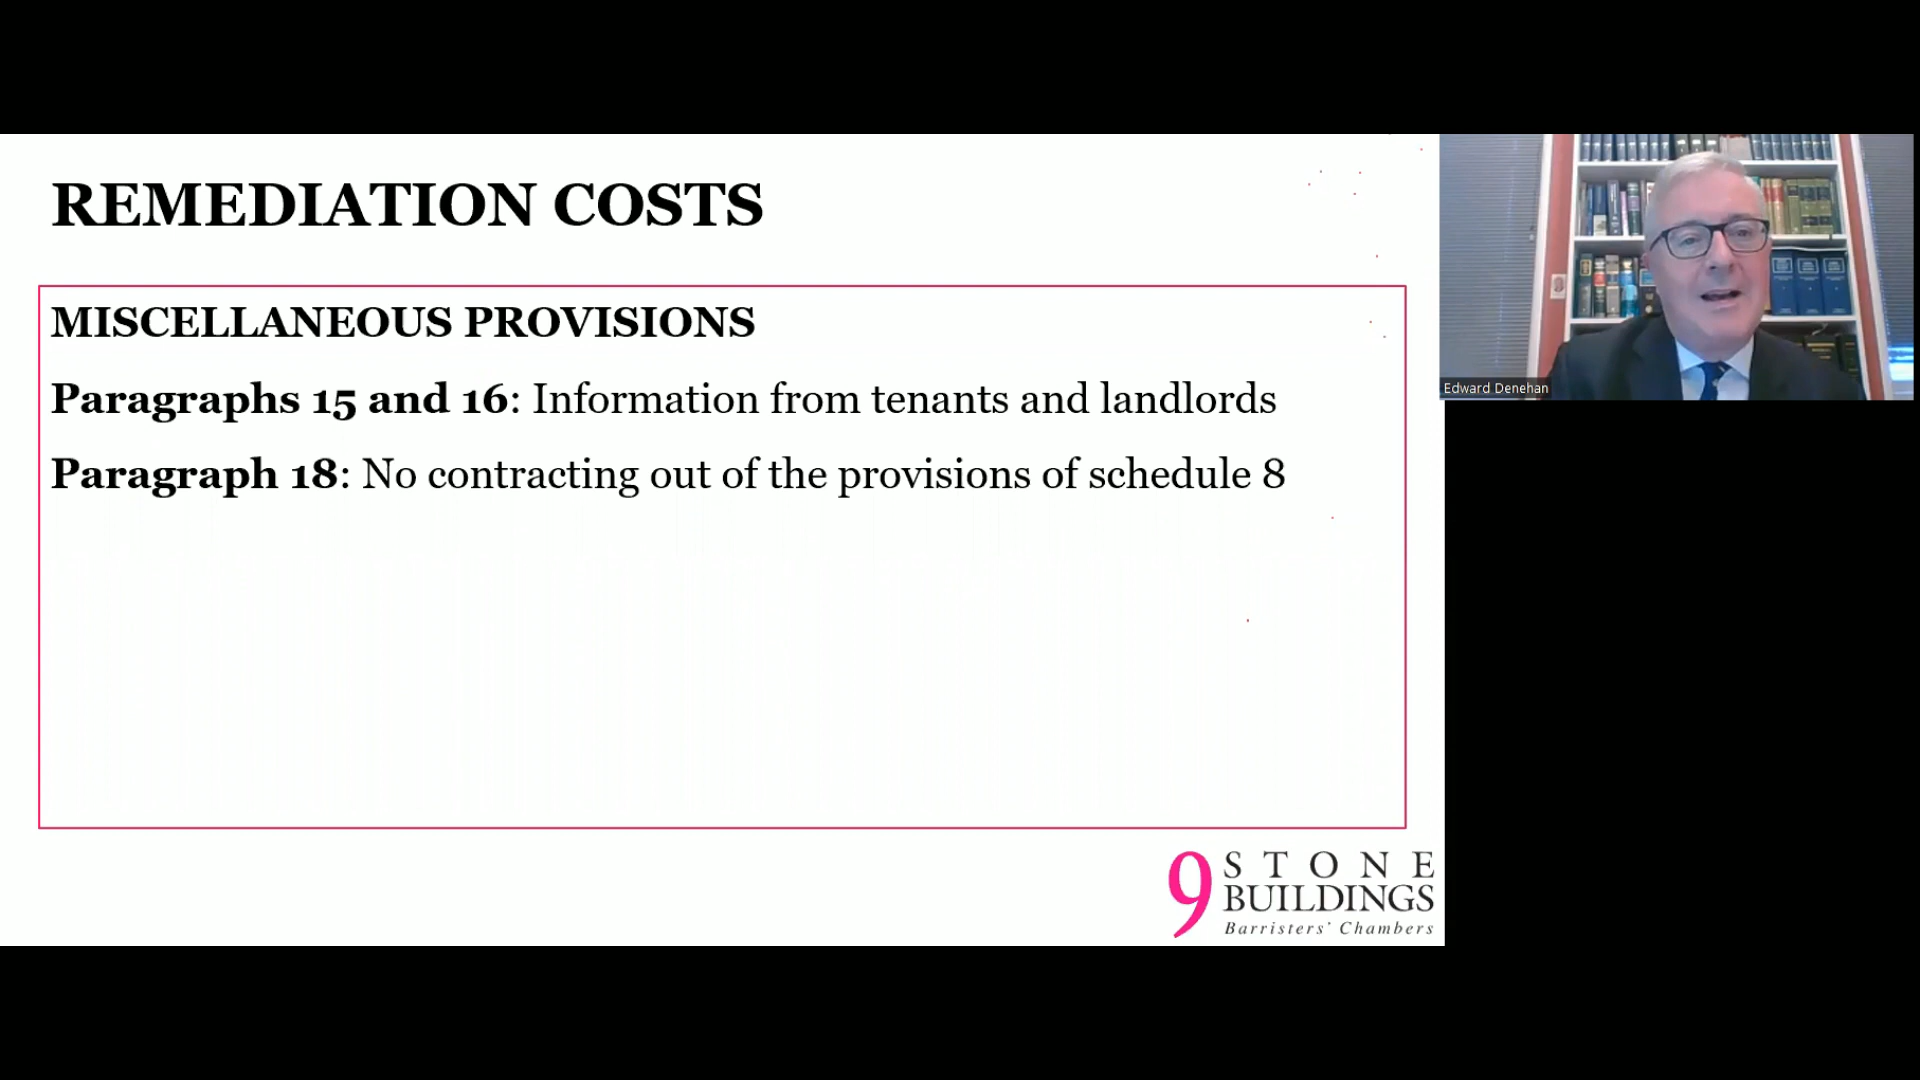 REMEDIATION COSTS
MISCELLANEOUS PROVISIONS
Paragraphs 15 and 16: Information from tenants and landlords
Paragraph 18: No contracting out of the provisions of schedule 8
Edward Denehan
9 STONE
BUILDINGS
Barristers' Chambers